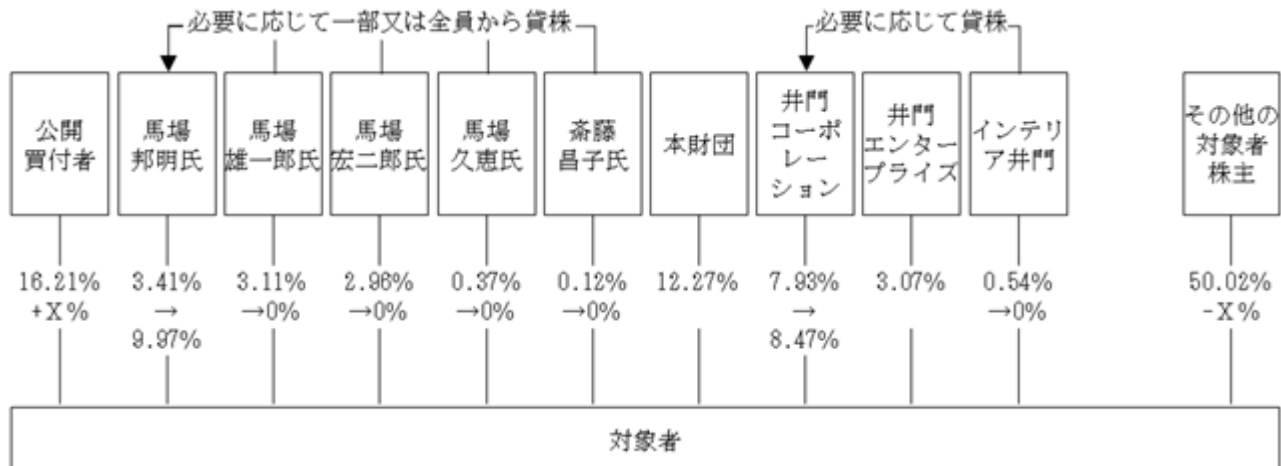 必要に応じて一部又は全員から貸株
必要に応じて貸株
公開
買付者
馬場
邦明氏
馬場
雄一郎氏
馬場
宏二郎氏
馬場
久恵氏
斎藤
昌子氏
本財団
井門
コーポ
レー
ション
井門
エンター
プライズ
インテリ
ア井門
その他の
対象者
株主
16.21%
+X%
3.41%
→
9.97%
3.11%
→0%
2.96%
→0%
0.37%
→0%
0.12%
→0%
12.27%
7.93%
→
8.47%
3.07%
0.54%
→0%
50.02%
-X%
対象者